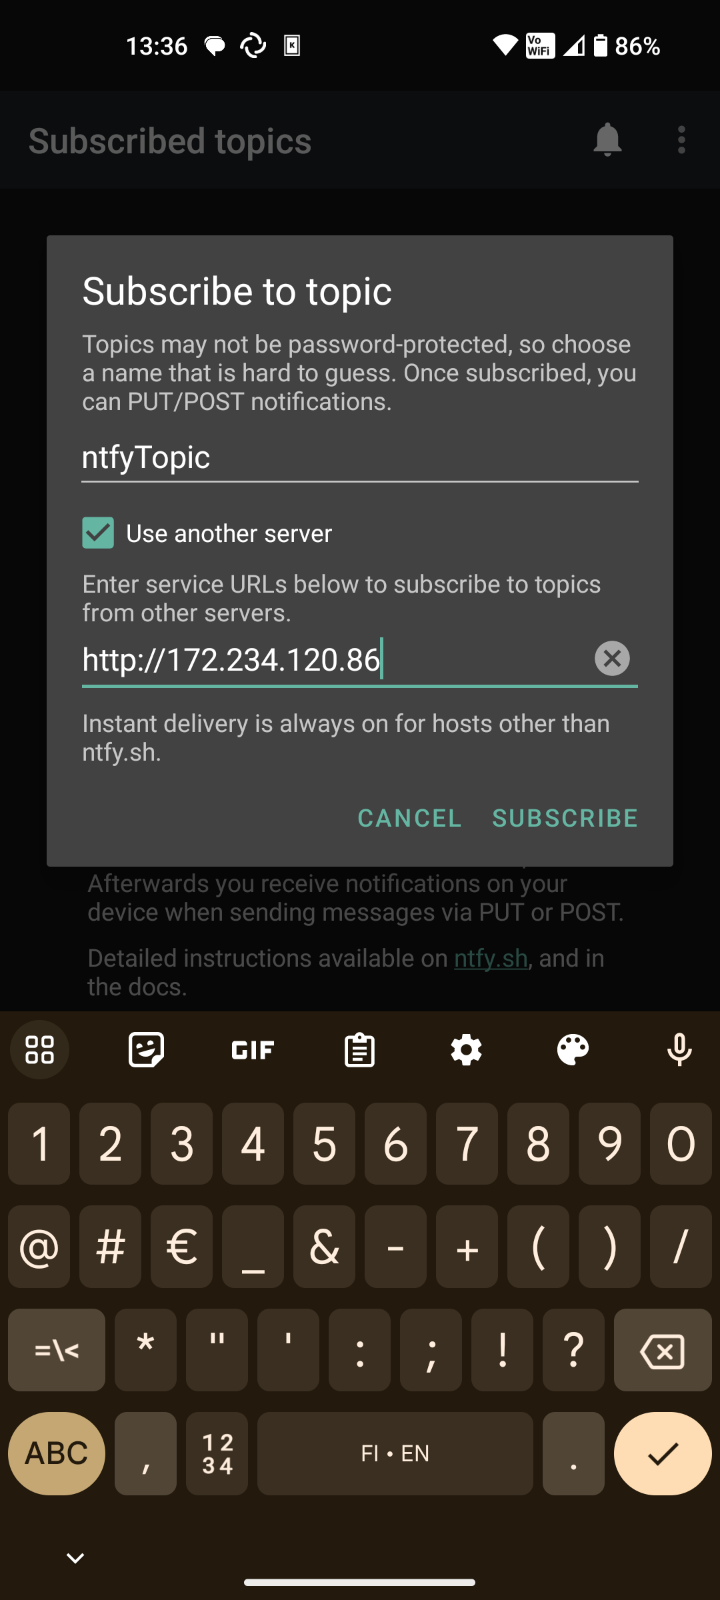 13:36
K
Vo
WiFi
86%
Subscribed topics
Subscribe to topic
Topics may not be password-protected, so choose
a name that is hard to guess. Once subscribed, you
can PUT/POST notifications.
ntfyTopic
Use another server
Enter service URLs below to subscribe to topics
from other servers.
http://172.234.120.86
Instant delivery is always on for hosts other than
ntfy.sh.
CANCEL SUBSCRIBE
Afterwards you receive notifications on your
device when sending messages via PUT or POST.
Detailed instructions available on ntfy.sh, and in
the docs.
GIF
1 2 3 4 5 6 7 8 9 0
@ # € _ & - + ( ) /
=\< * " ' : ; ! ?
ABC , 1 2 3 4 FI • EN .